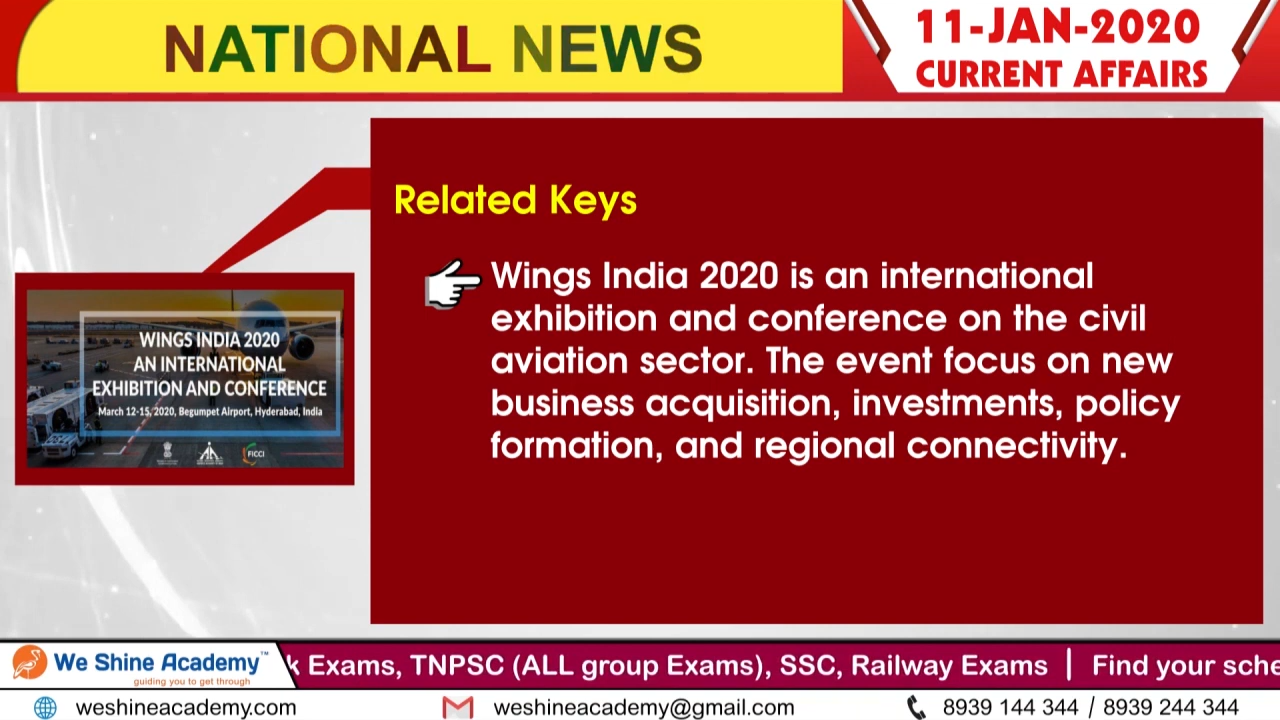 NATIONAL NEWS
11-JAN-2020
CURRENT AFFAIRS
Related Keys
Wings India 2020 is an international
exhibition and conference on the civil
aviation sector. The event focus on new
business acquisition, investments, policy
formation, and regional connectivity.
WINGS INDIA 2020
AN INTERNATIONAL
EXHIBITION AND CONFERENCE
March 12-15, 2020, Begumpet Airport, Hyderabad, India
FICCI
We Shine Academy™
guiding you to get through
k Exams, TNPSC (ALL group Exams), SSC, Railway Exams | Find your sche
weshineacademy.com
weshineacademy@gmail.com
8939 144 344 / 8939 244 344